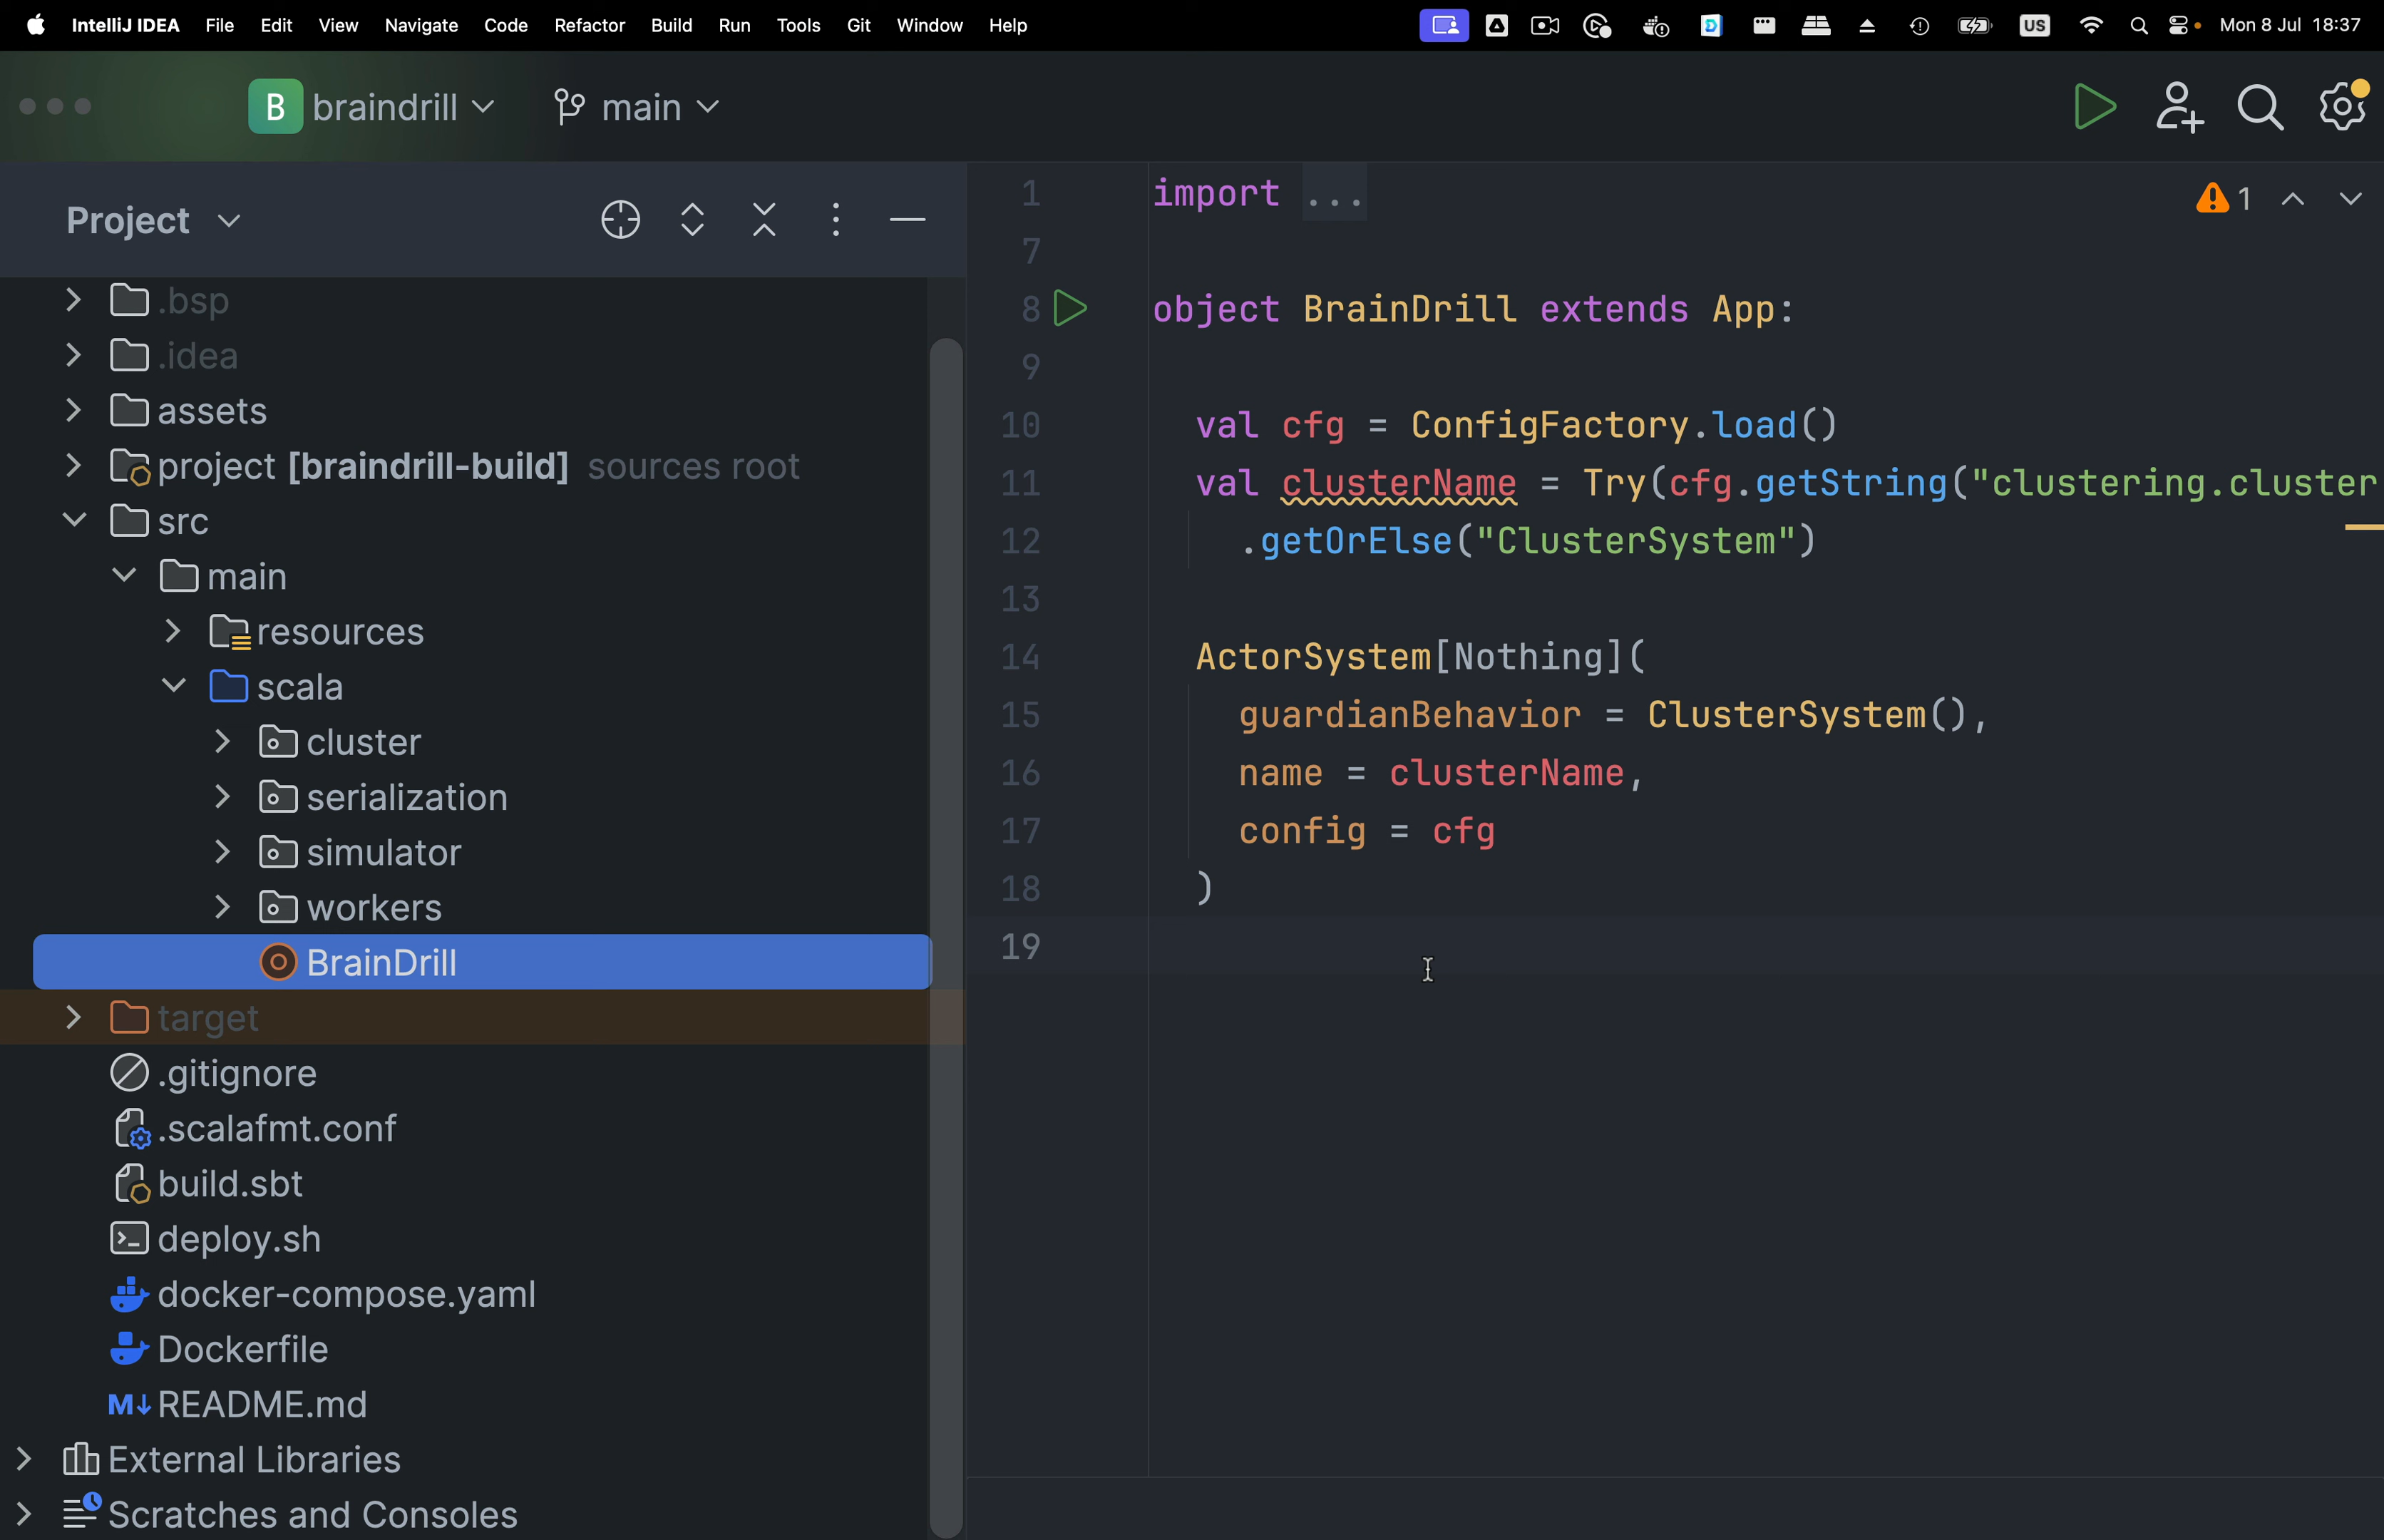 IntelliJ IDEA File Edit View Navigate Code Refactor Build Run Tools Git Window Help US Mon 8 Jul 18:37
B braindrill main
Project
.bsp
.idea
assets
project [braindrill-build] sources root
src
main
resources
scala
cluster
serialization
simulator
workers
BrainDrill
target
.gitignore
.scalafmt.conf
build.sbt
deploy.sh
docker-compose.yaml
Dockerfile
M↓ README.md
External Libraries
Scratches and Consoles
1 import ...
7
8 object BrainDrill extends App:
9
10 val cfg = ConfigFactory.load()
11 val clusterName = Try(cfg.getString("clustering.cluster
12 .getOrElse("ClusterSystem")
13
14 ActorSystem[Nothing](
15 guardianBehavior = ClusterSystem(),
16 name = clusterName,
17 config = cfg
18 )
19
1